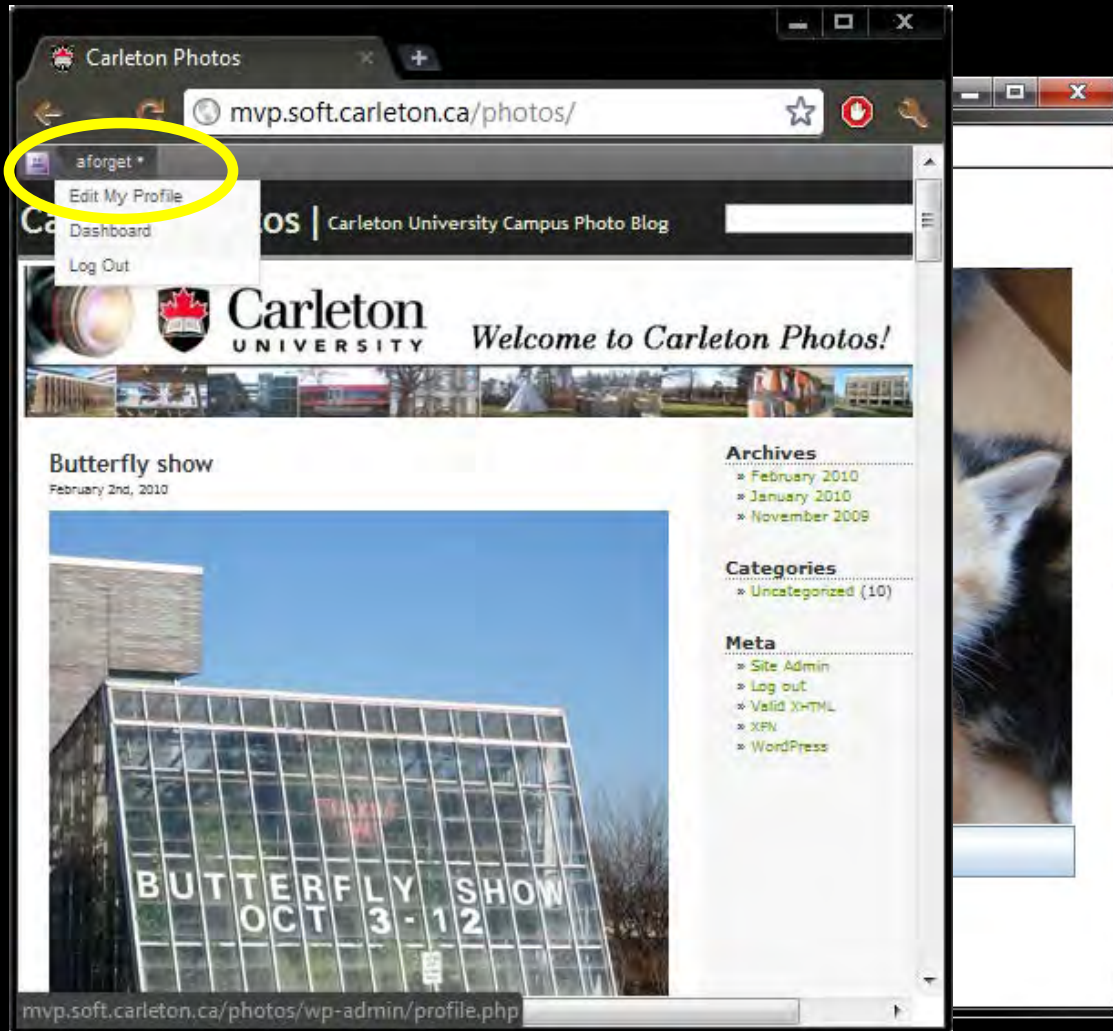 Carleton Photos
mvp.soft.carleton.ca/photos/
aforget
Edit My Profile
Dashboard
Log Out
Ca
os | Carleton University Campus Photo Blog
Carleton
UNIVERSITY
Welcome to Carleton Photos!
Butterfly show
February 2nd, 2010
BUTTERFLY SHOW
OCT 3-12
Archives
» February 2010
» January 2010
» November 2009
Categories
» Uncategorized (10)
Meta
» Site Admin
» Log out
» Valid XHTML
» XFN
» WordPress
mvp.soft.carleton.ca/photos/wp-admin/profile.php